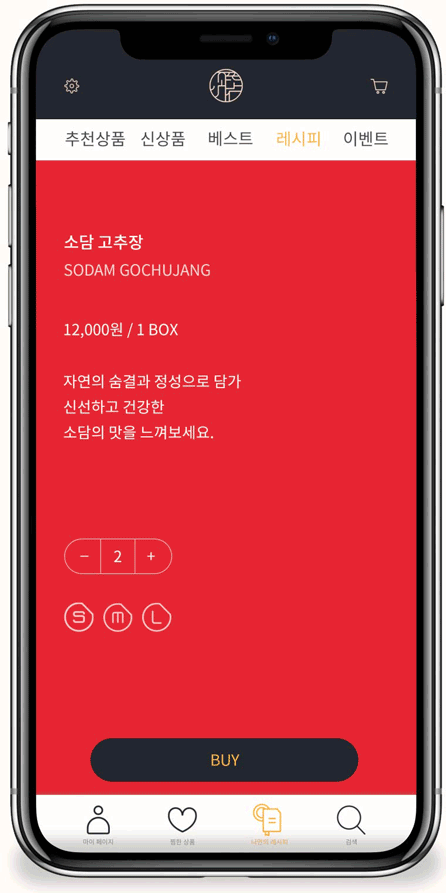 추천상품 신상품 베스트 레시피 이벤트
소담 고추장
SODAM GOCHUJANG
12,000원 / 1 BOX
자연의 숨결과 정성으로 담가
신선하고 건강한
소담의 맛을 느껴보세요.
− 2 +
S m L
BUY
마이 페이지 찜한 상품 나만의 레시피 검색